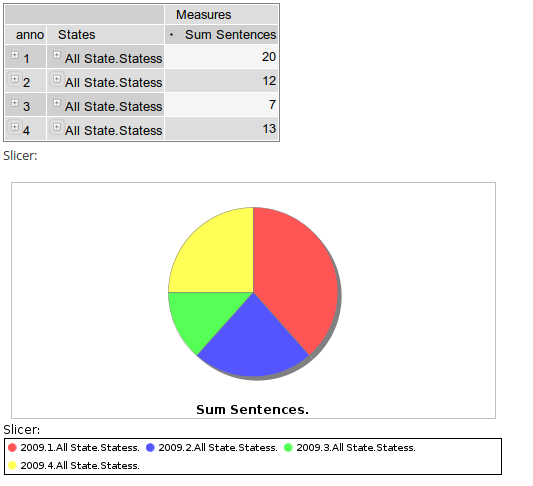 Measures
anno States • Sum Sentences
1 All State.Statess 20
2 All State.Statess 12
3 All State.Statess 7
4 All State.Statess 13
Slicer:
Sum Sentences.
Slicer:
2009.1.All State.Statess. 2009.2.All State.Statess. 2009.3.All State.Statess.
2009.4.All State.Statess.